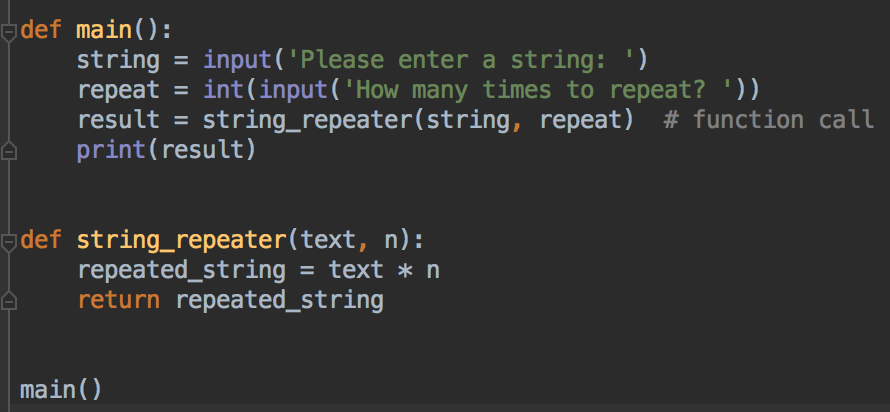 def main():
    string = input('Please enter a string: ')
    repeat = int(input('How many times to repeat? '))
    result = string_repeater(string, repeat)  # function call
    print(result)
def string_repeater(text, n):
    repeated_string = text * n
    return repeated_string
main()